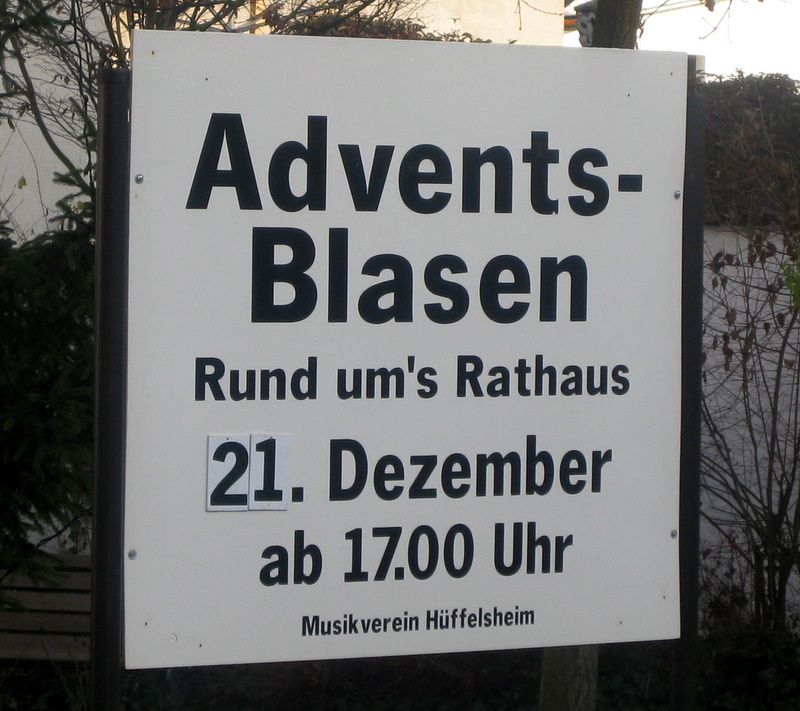 Advents-
Blasen
Rund um's Rathaus
21. Dezember
ab 17.00 Uhr
Musikverein Hüffelsheim